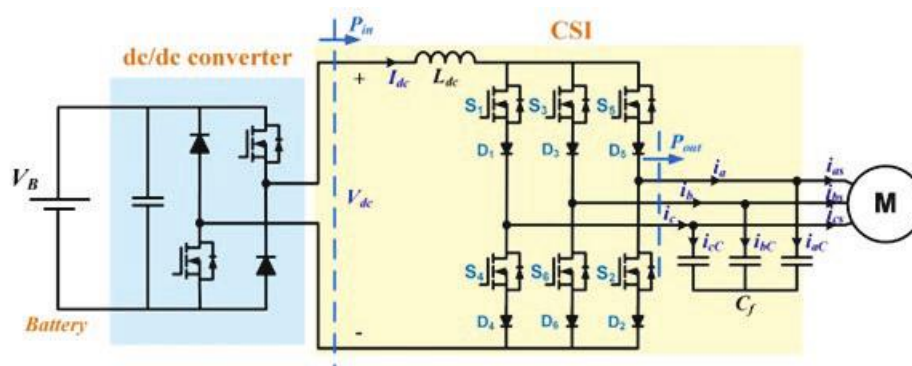 P_in
CSI
dc/dc converter
+
I_dc
L_dc
S_1
S_3
S_5
D_1
D_3
D_5
P_out
V_B
V_dc
i_a
i_as
i_b
i_bs
M
i_c
i_cs
i_cC
i_bC
i_aC
S_4
S_6
S_2
C_f
Battery
-
D_4
D_6
D_2